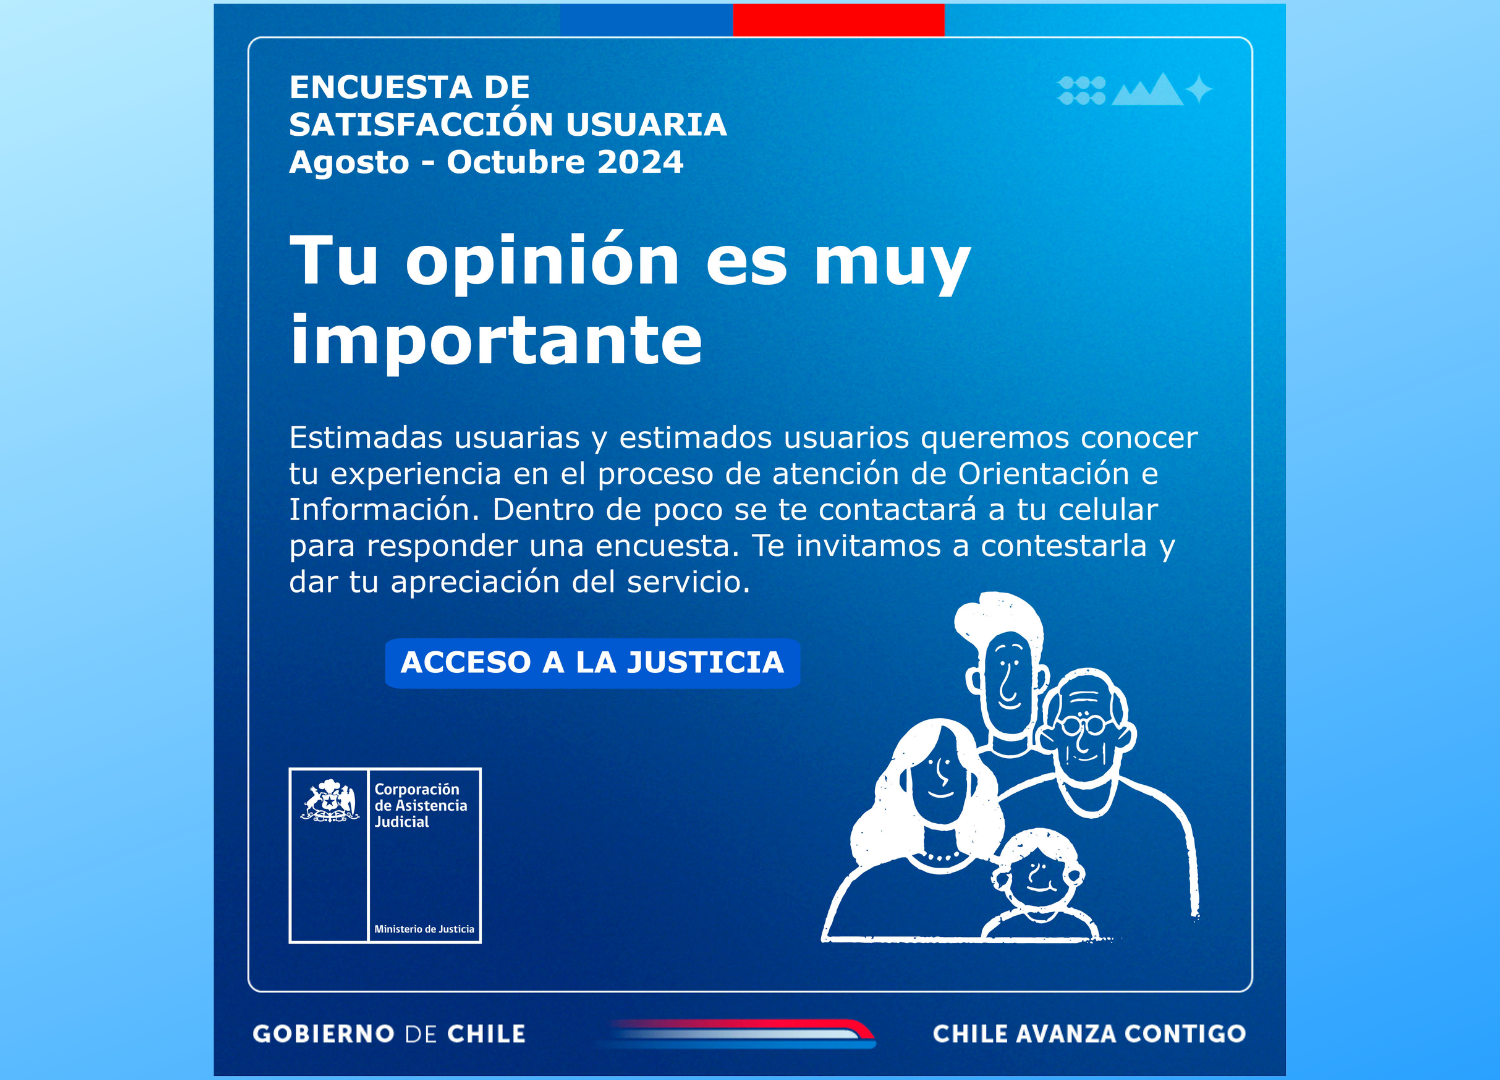 ENCUESTA DE
SATISFACCIÓN USUARIA
Agosto - Octubre 2024
Tu opinión es muy
importante
Estimadas usuarias y estimados usuarios queremos conocer
tu experiencia en el proceso de atención de Orientación e
Información. Dentro de poco se te contactará a tu celular
para responder una encuesta. Te invitamos a contestarla y
dar tu apreciación del servicio.
ACCESO A LA JUSTICIA
Corporación
de Asistencia
Judicial
Ministerio de Justicia
GOBIERNO DE CHILE
CHILE AVANZA CONTIGO